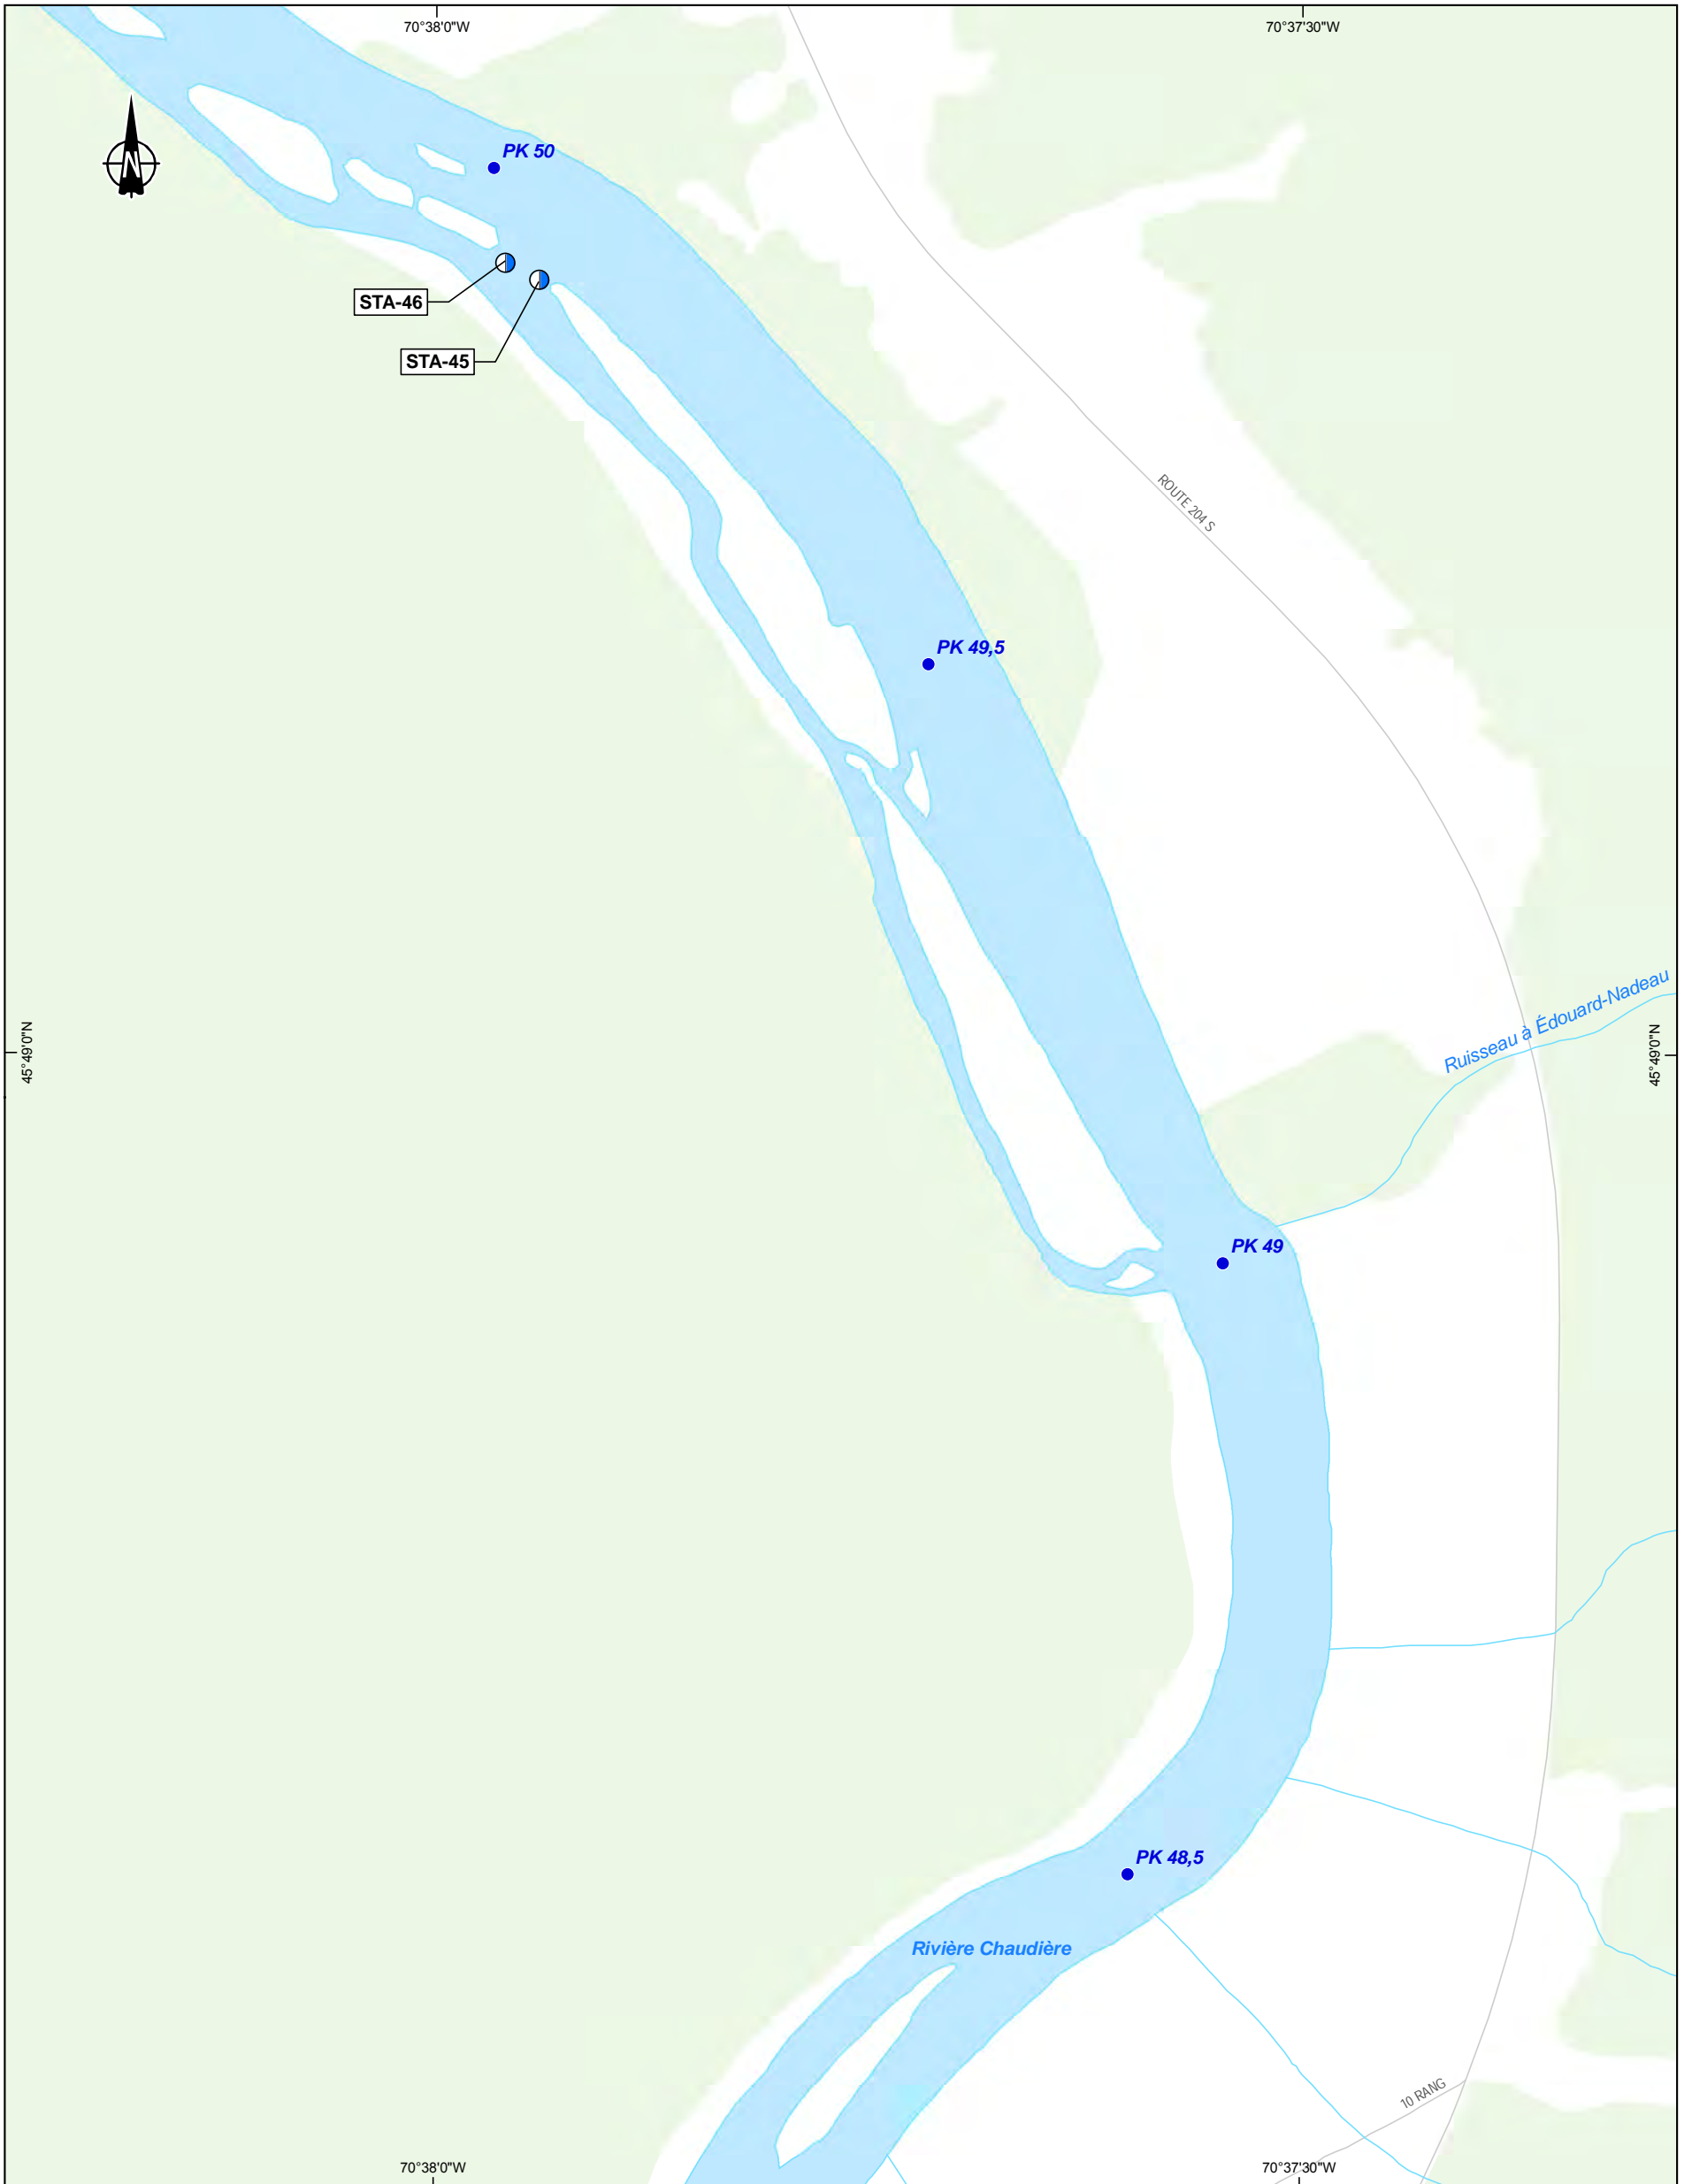 70°38'0"W
70°37'30"W
N
PK 50
STA-46
STA-45
ROUTE 204 S
PK 49,5
Ruisseau à Édouard-Nadeau
45°49'0"N
45°49'0"N
PK 49
PK 48,5
Rivière Chaudière
10 RANG
70°38'0"W
70°37'30"W